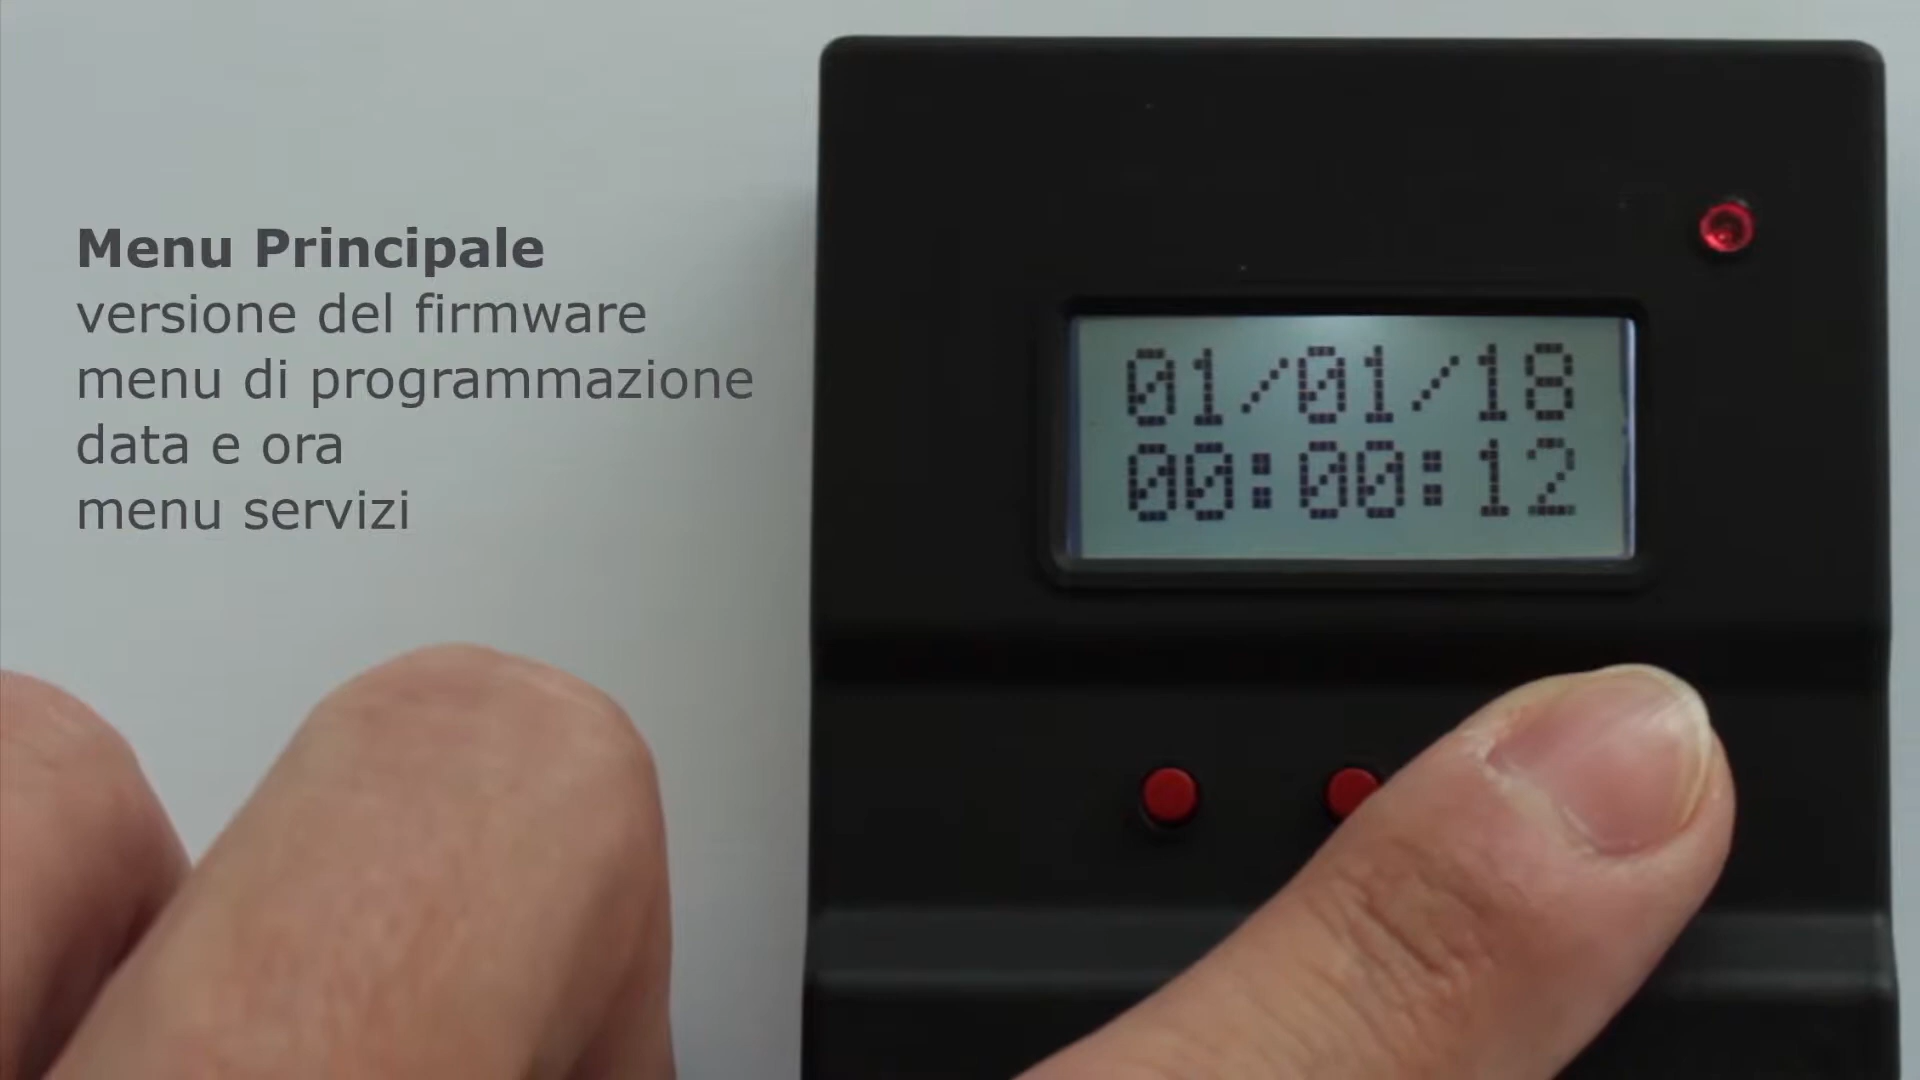 Menu Principale
versione del firmware
menu di programmazione
data e ora
menu servizi
01/01/18
00:00:12